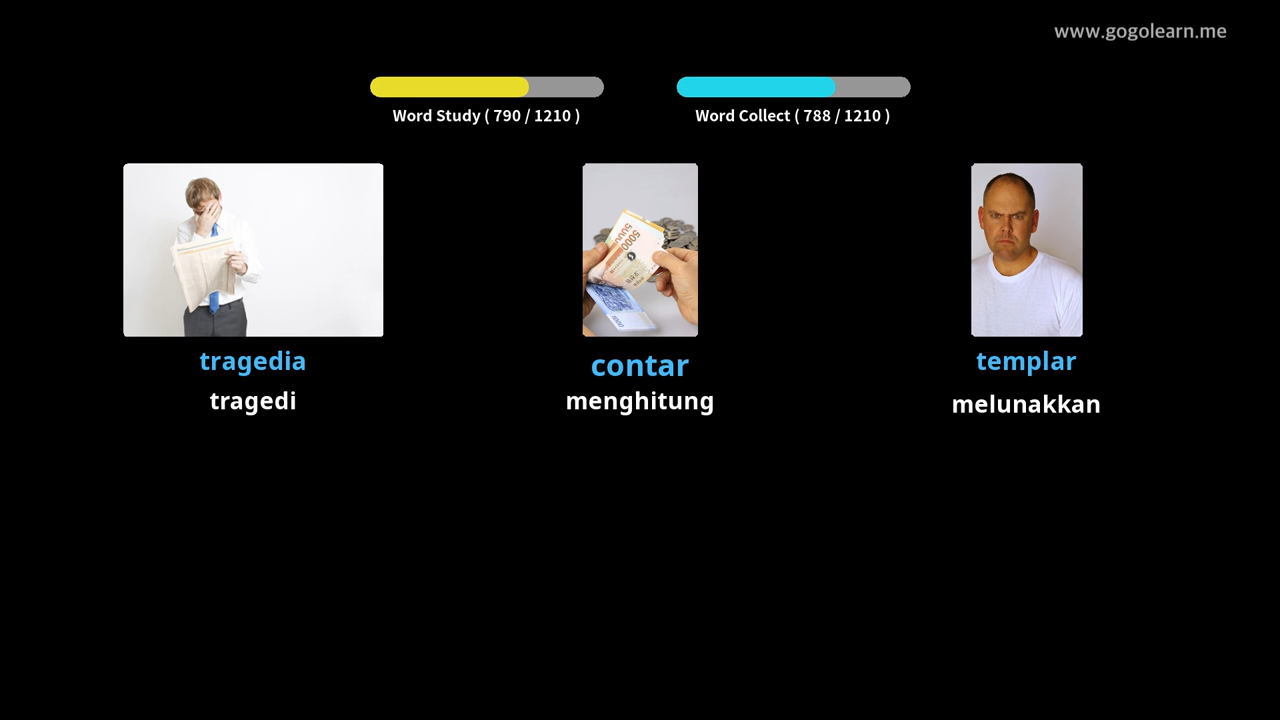 www.gogolearn.me
Word Study ( 790 / 1210 )
Word Collect ( 788 / 1210 )
tragedia
contar
templar
tragedi
menghitung
melunakkan